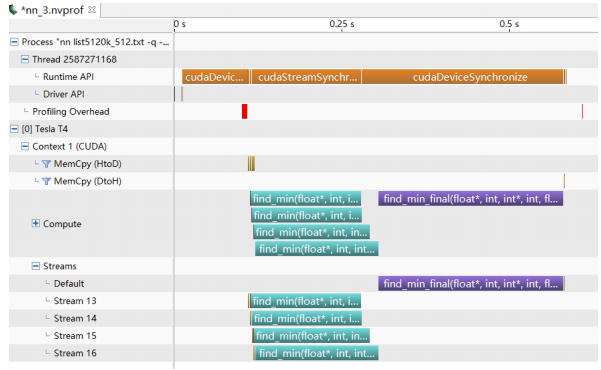 *nn_3.nvprof
0 s 0.25 s 0.5 s
Process "nn list5120k_512.txt -q -...
Thread 2587271168
Runtime API cudaDevic... cudaStreamSynchr... cudaDeviceSynchronize
Driver API
Profiling Overhead
[0] Tesla T4
Context 1 (CUDA)
MemCpy (HtoD)
MemCpy (DtoH)
find_min(float*, int, i... find_min_final(float*, int, int*, int, fl...
find_min(float*, int, i...
Compute
find_min(float*, int, in...
find_min(float*, int, int...
Streams
Default find_min_final(float*, int, int*, int, fl...
Stream 13 find_min(float*, int, i...
Stream 14 find_min(float*, int, i...
Stream 15 find_min(float*, int, in...
Stream 16 find_min(float*, int, int...